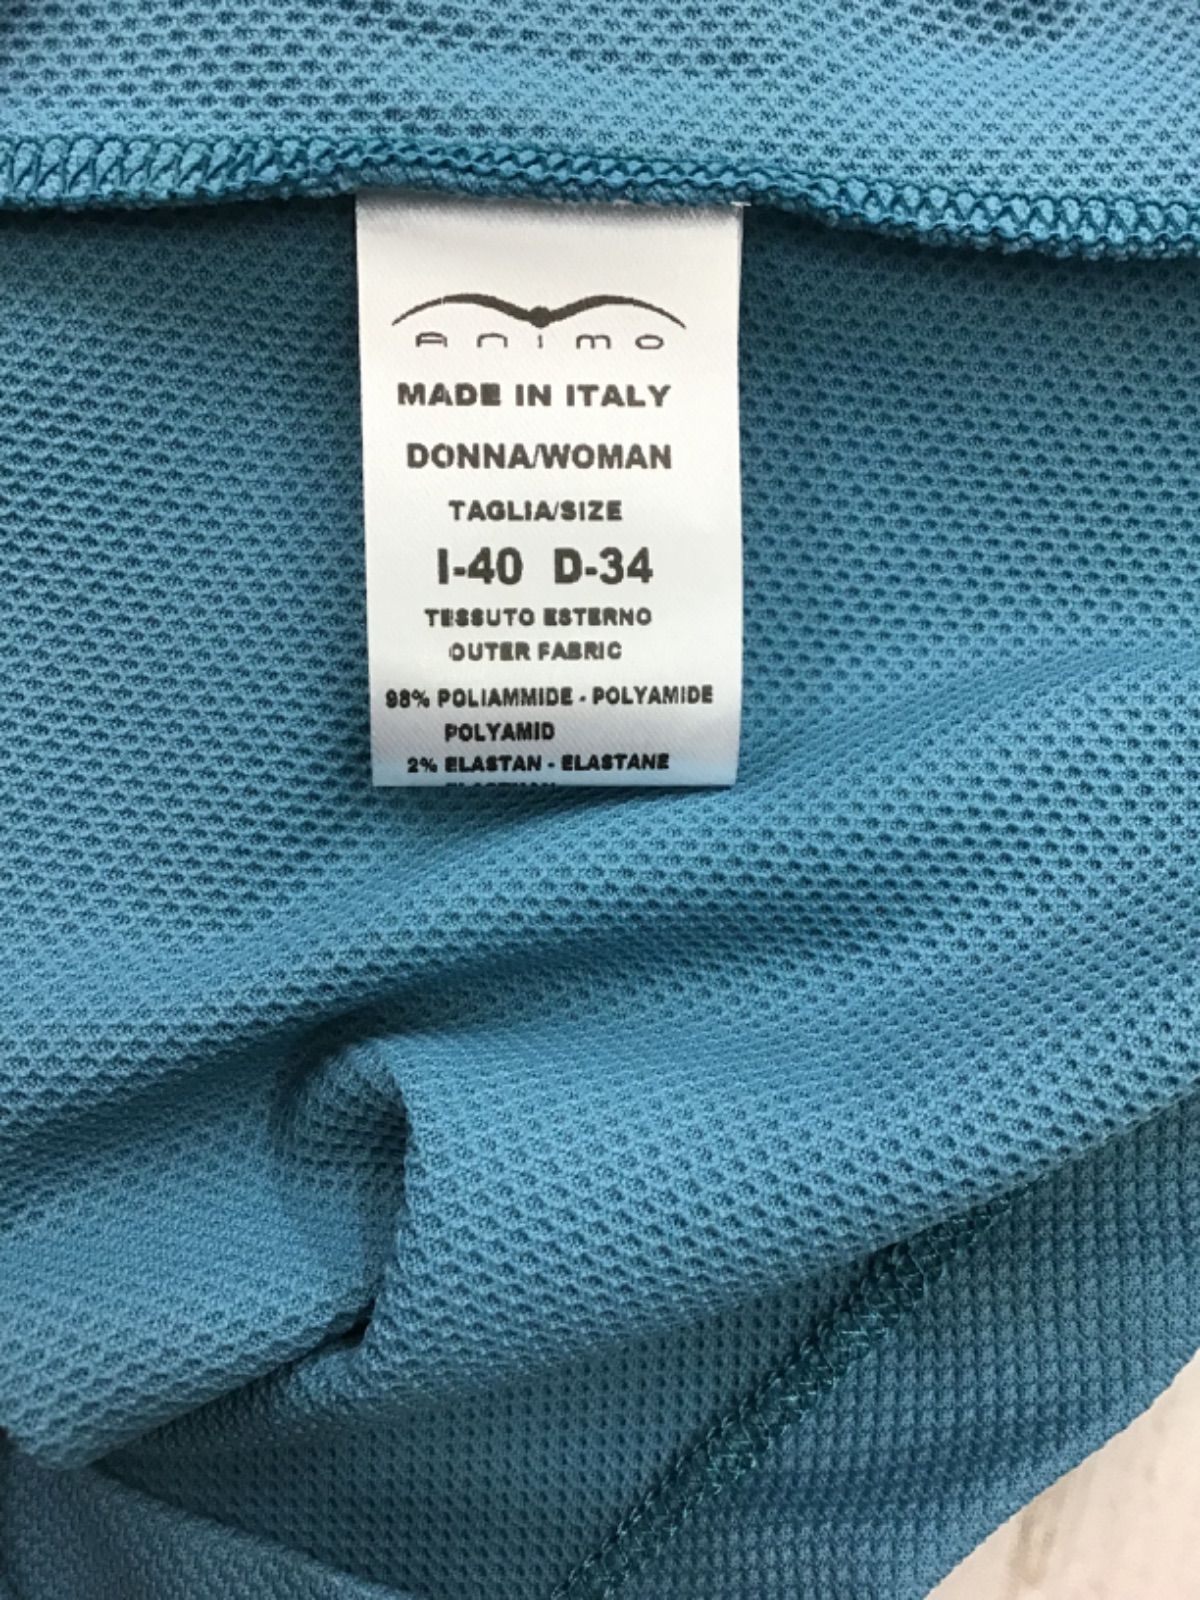 Animo
MADE IN ITALY
DONNA/WOMAN
TAGLIA/SIZE
I-40 D-34
TESSUTO ESTERNO
OUTER FABRIC
98% POLIAMMIDE - POLYAMIDE
POLYAMID
2% ELASTAN - ELASTANE